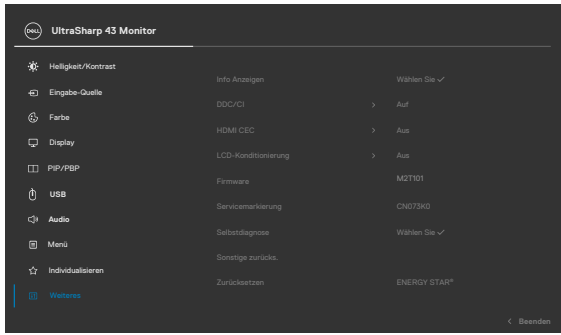 DELL UltraSharp 43 Monitor
Helligkeit/Kontrast
Eingabe-Quelle
Farbe
Display
PIP/PBP
USB
Audio
Menü
Individualisieren
Weiteres
Info Anzeigen Wählen Sie ✓
DDC/CI > Auf
HDMI CEC > Aus
LCD-Konditionierung > Aus
Firmware M2T101
Servicemarkierung CN073K0
Selbstdiagnose Wählen Sie ✓
Sonstige zurücks.
Zurücksetzen ENERGY STAR®
< Beenden